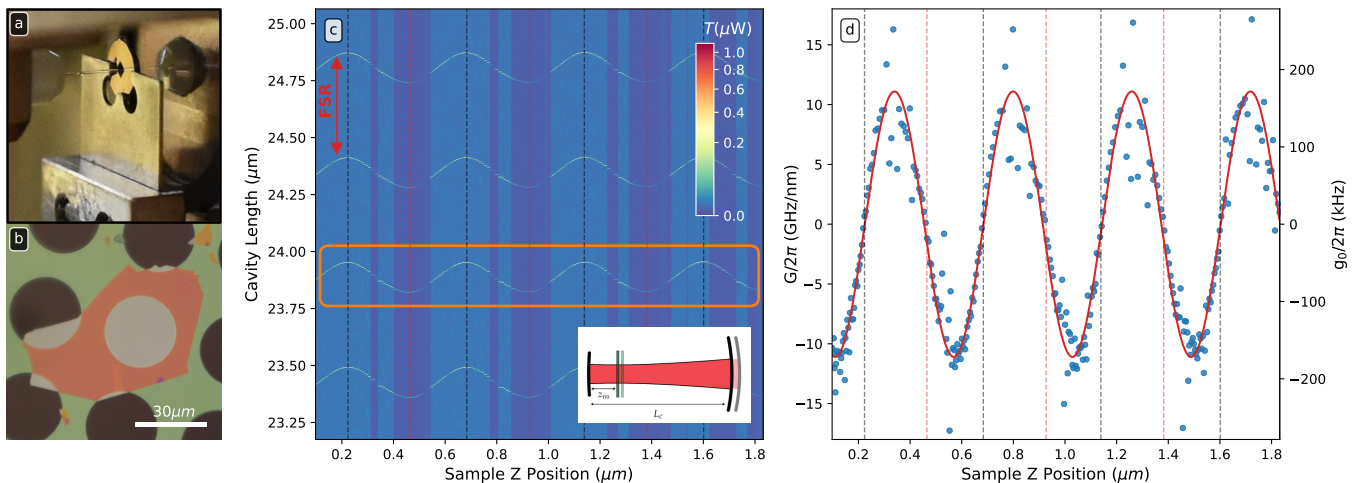 a
b
30μm
c
T(μW)
1.0
0.8
0.6
0.4
0.2
0.0
FSR
Cavity Length(μm)
25.00
24.75
24.50
24.25
24.00
23.75
23.50
23.25
z_m
L_c
0.2 0.4 0.6 0.8 1.0 1.2 1.4 1.6 1.8
Sample Z Position (μm)
d
G/2π (GHz/nm)
15
10
5
0
−5
−10
−15
200
100
0
−100
−200
g₀/2π (kHz)
0.2 0.4 0.6 0.8 1.0 1.2 1.4 1.6 1.8
Sample Z Position (μm)